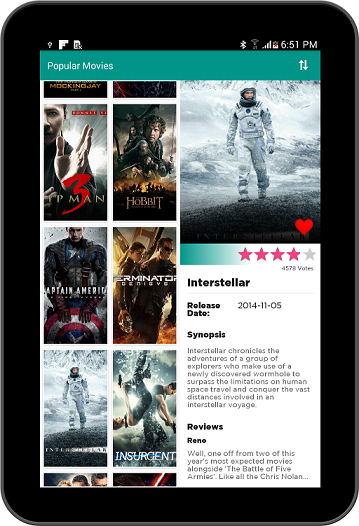 6:51 PM
Popular Movies
MOCKINGJAY
3
IP MAN
THE HOBBIT
CAPTAIN AMERICA
TERMINATOR
GENISYS
INTERSTELLAR
INSURGENT
INTERSTELLAR
4578 Votes
Interstellar
Release 2014-11-05
Date:
Synopsis
Interstellar chronicles the
adventures of a group of
explorers who make use of a
newly discovered wormhole to
surpass the limitations on human
space travel and conquer the vast
distances involved in an
interstellar voyage.
Reviews
Reno
Well, one off from two of this
year's most expected movies
alongside 'The Battle of Five
Armies'. Like all the Chris Nolan...